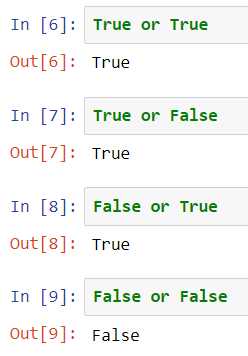 In [6]: True or True
Out[6]: True
In [7]: True or False
Out[7]: True
In [8]: False or True
Out[8]: True
In [9]: False or False
Out[9]: False